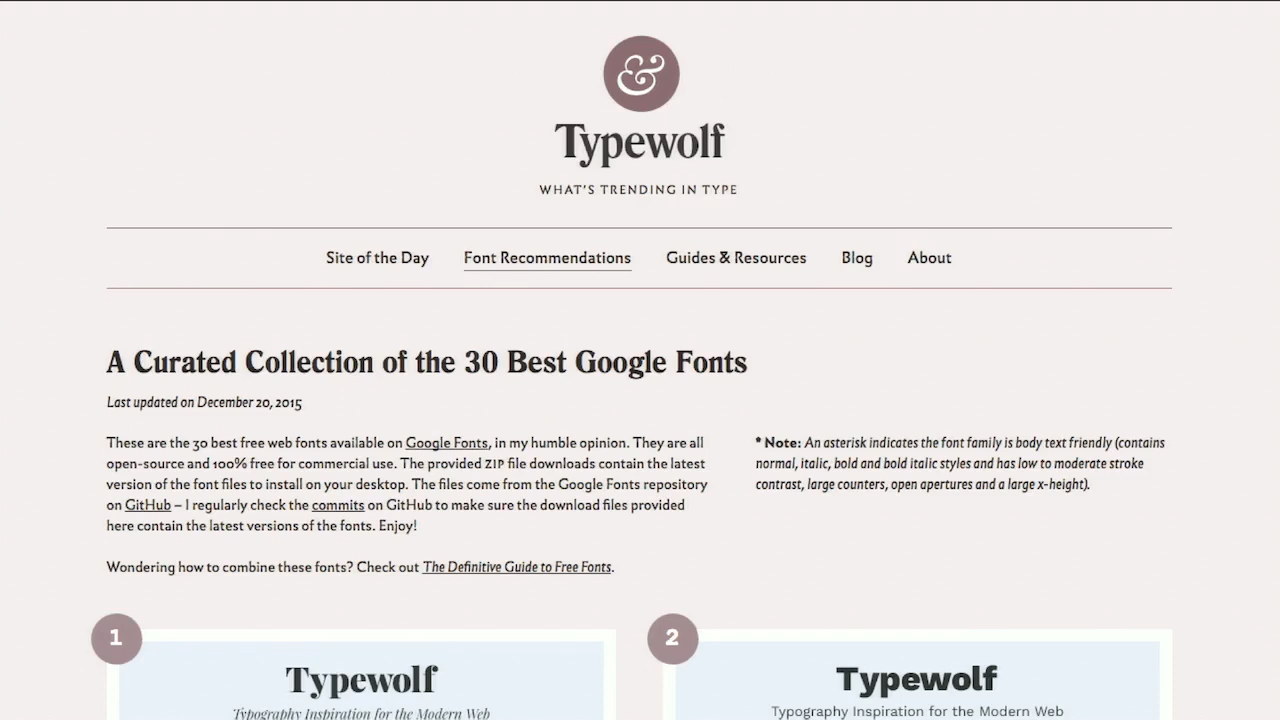 &
Typewolf
WHAT'S TRENDING IN TYPE
Site of the Day Font Recommendations Guides & Resources Blog About
A Curated Collection of the 30 Best Google Fonts
Last updated on December 20, 2015
These are the 30 best free web fonts available on Google Fonts, in my humble opinion. They are all
open-source and 100% free for commercial use. The provided ZIP file downloads contain the latest
version of the font files to install on your desktop. The files come from the Google Fonts repository
on GitHub – I regularly check the commits on GitHub to make sure the download files provided
here contain the latest versions of the fonts. Enjoy!
Wondering how to combine these fonts? Check out The Definitive Guide to Free Fonts.
* Note: An asterisk indicates the font family is body text friendly (contains
normal, italic, bold and bold italic styles and has low to moderate stroke
contrast, large counters, open apertures and a large x-height).
1
Typewolf
Typography Inspiration for the Modern Web
2
Typewolf
Typography Inspiration for the Modern Web